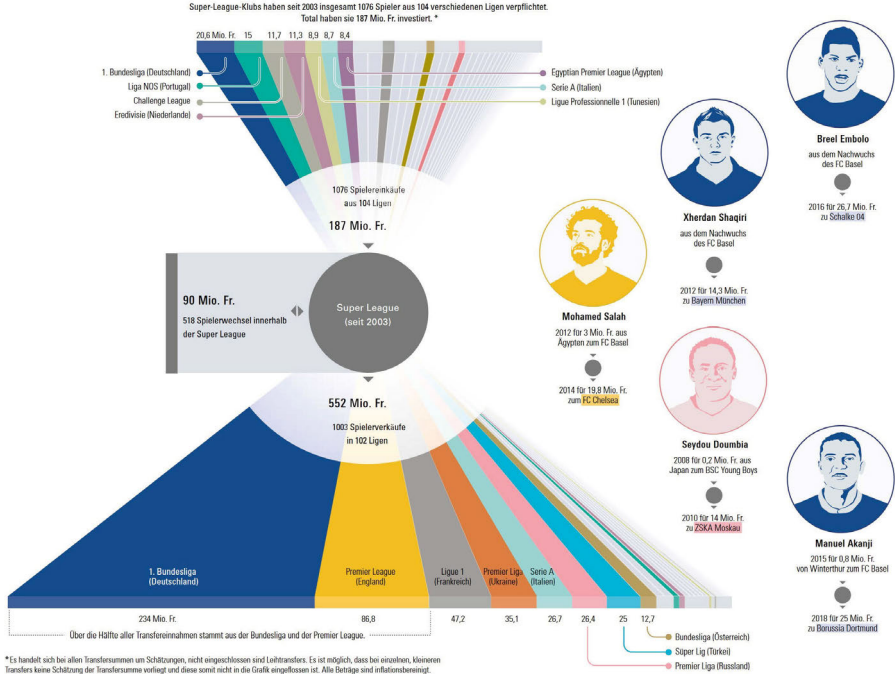 Super-League-Klubs haben seit 2003 insgesamt 1076 Spieler aus 104 verschiedenen Ligen verpflichtet.
Total haben sie 187 Mio. Fr. investiert. *
20,6 Mio. Fr. 15 11,7 11,3 8,9 8,7 8,4
1. Bundesliga (Deutschland)
Liga NOS (Portugal)
Challenge League
Eredivisie (Niederlande)
Egyptian Premier League (Ägypten)
Serie A (Italien)
Ligue Professionnelle 1 (Tunesien)
1076 Spielereinkäufe
aus 104 Ligen
187 Mio. Fr.
90 Mio. Fr.
518 Spielerwechsel innerhalb
der Super League
Super League
(seit 2003)
552 Mio. Fr.
1003 Spielerverkäufe
in 102 Ligen
1. Bundesliga
(Deutschland)
Premier League
(England)
Ligue 1
(Frankreich)
Premier Liga
(Ukraine)
Serie A
(Italien)
234 Mio. Fr. 86,8 47,2 35,1 26,7 26,4 25 12,7
Über die Hälfte aller Transfereinnahmen stammt aus der Bundesliga und der Premier League.
Bundesliga (Österreich)
Süper Lig (Türkei)
Premier Liga (Russland)
Breel Embolo
aus dem Nachwuchs
des FC Basel
2016 für 26,7 Mio. Fr.
zu Schalke 04
Xherdan Shaqiri
aus dem Nachwuchs
des FC Basel
2012 für 14,3 Mio. Fr.
zu Bayern München
Mohamed Salah
2012 für 3 Mio. Fr. aus
Ägypten zum FC Basel
2014 für 19,8 Mio. Fr.
zum FC Chelsea
Seydou Doumbia
2008 für 0,2 Mio. Fr. aus
Japan zum BSC Young Boys
2010 für 14 Mio. Fr.
zu ZSKA Moskau
Manuel Akanji
2015 für 0,8 Mio. Fr.
von Winterthur zum FC Basel
2018 für 25 Mio. Fr.
zu Borussia Dortmund
* Es handelt sich bei allen Transfersummen um Schätzungen, nicht eingeschlossen sind Leihtransfers. Es ist möglich, dass bei einzelnen, kleineren
Transfers keine Schätzung der Transfersumme vorliegt und diese somit nicht in die Grafik eingeflossen ist. Alle Beträge sind inflationsbereinigt.